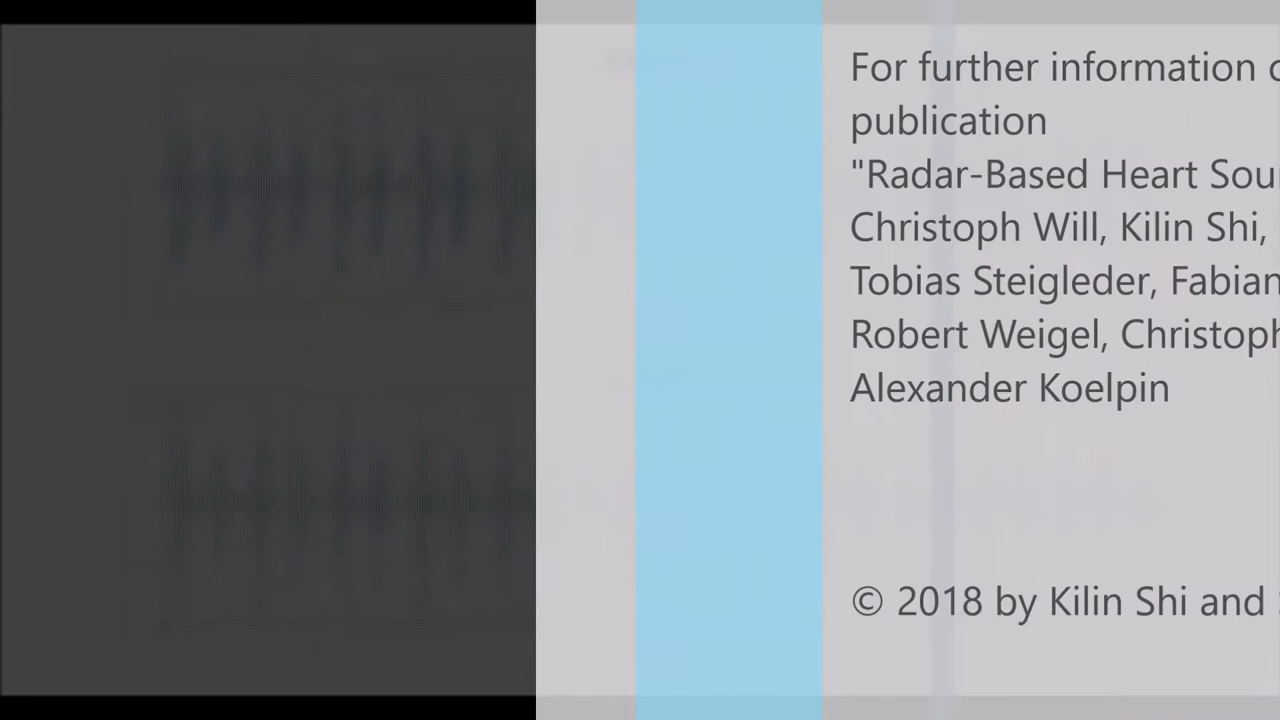 For further information
publication
"Radar-Based Heart
Christoph Will, Kilin Shi,
Tobias Steigleder, Fabian
Robert Weigel, Christoph
Alexander Koelpin
© 2018 by Kilin Shi and